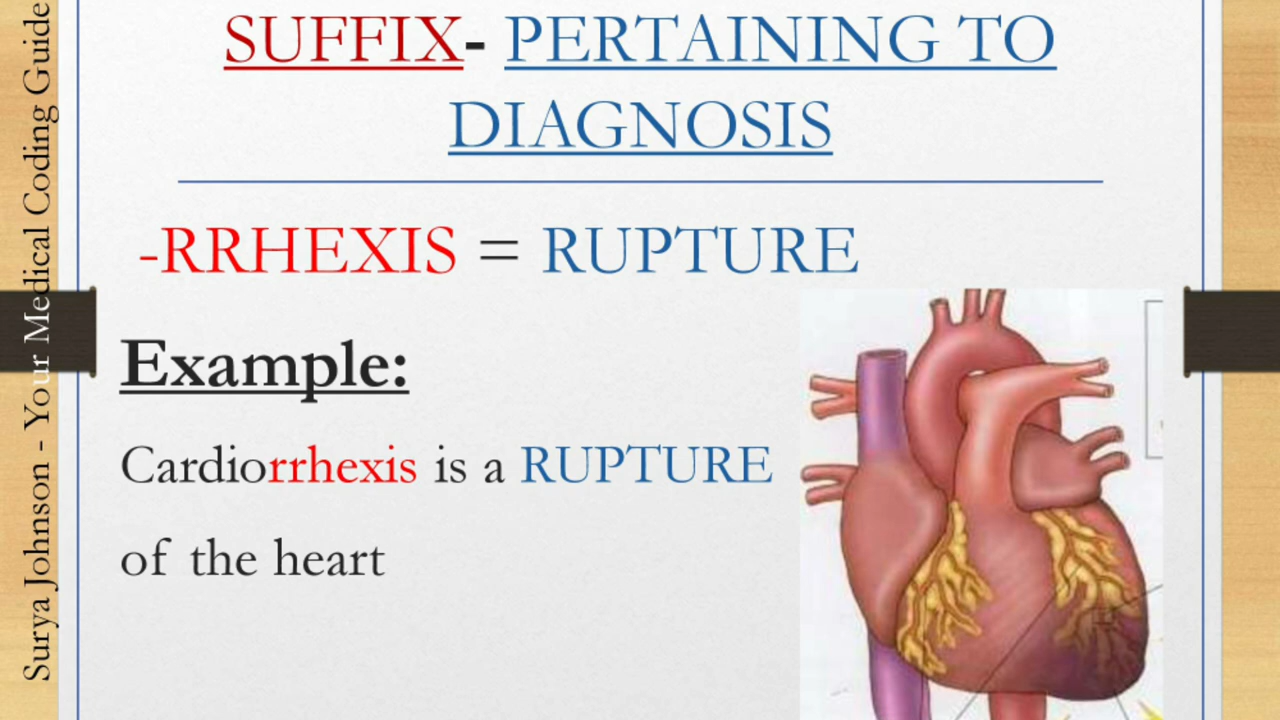 SUFFIX- PERTAINING TO
DIAGNOSIS
-RRHEXIS = RUPTURE
Example:
Cardiorrhexis is a RUPTURE
of the heart
Surya Johnson - Your Medical Coding Guide